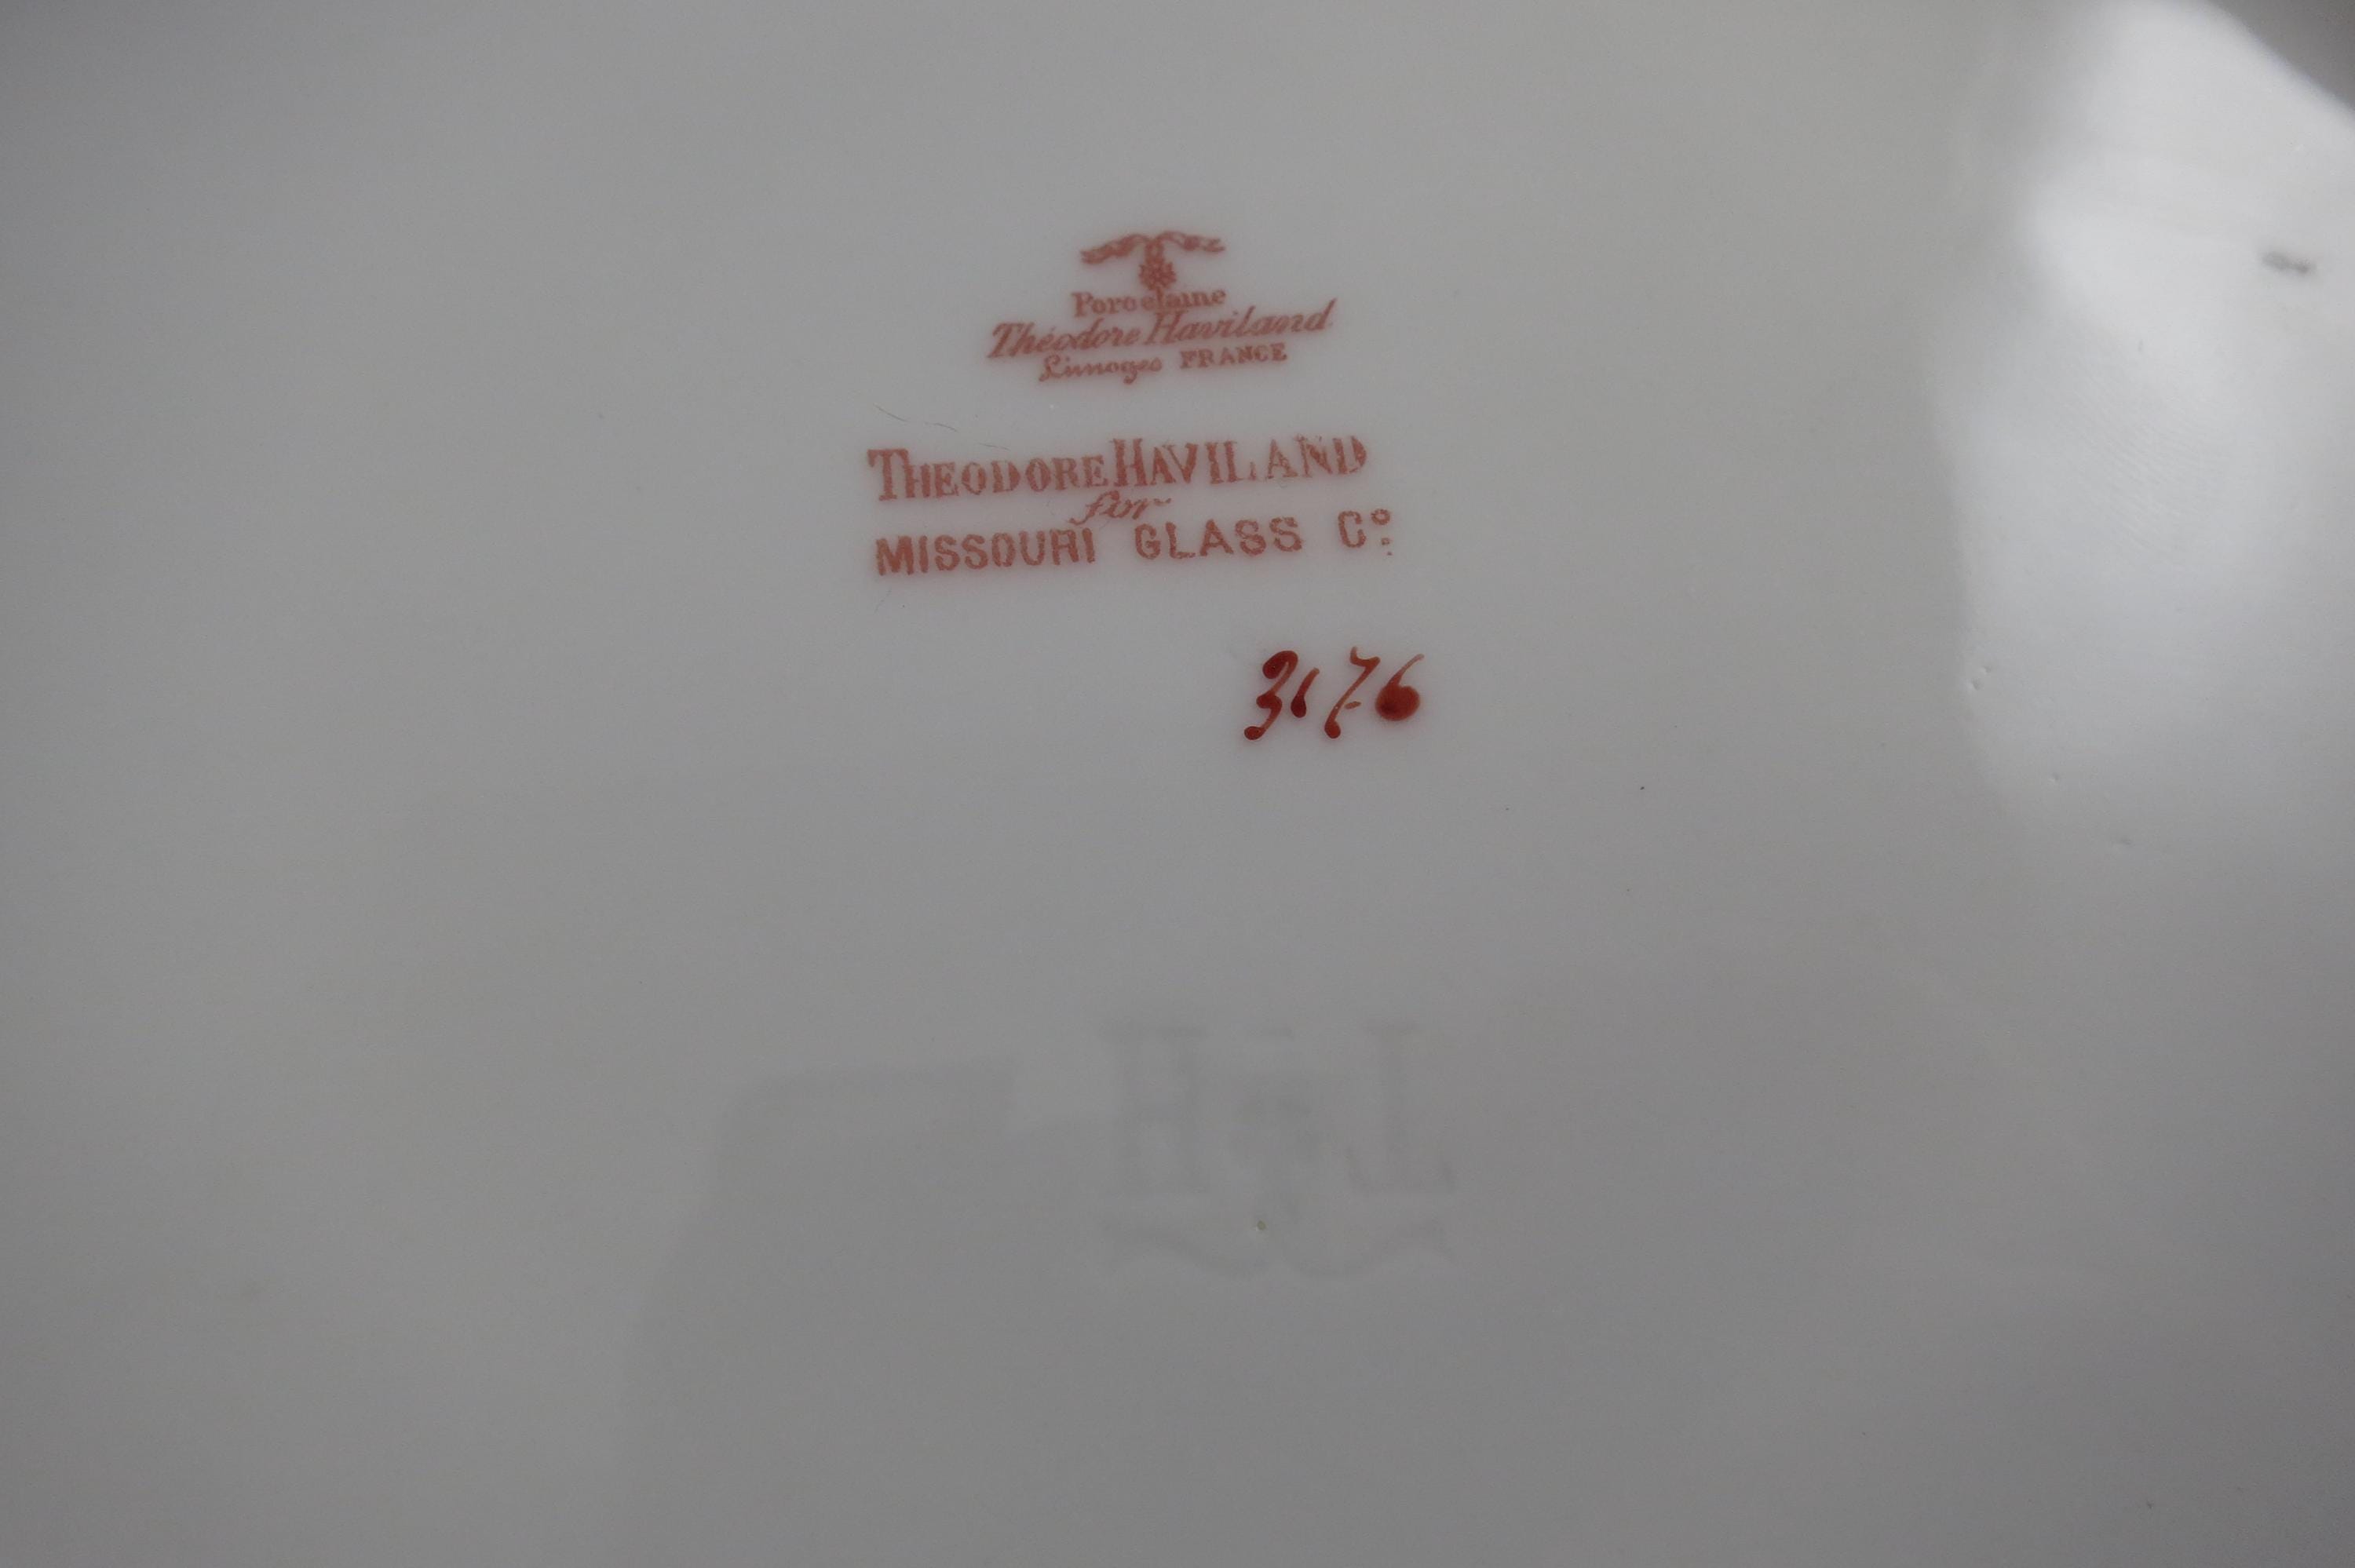 Porcelaine
Théodore Haviland
Limoges FRANCE
THEODORE HAVILAND
for
MISSOURI GLASS Co.
3176